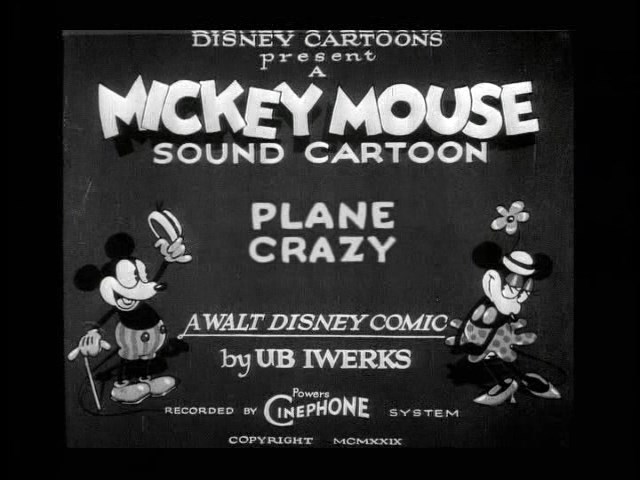 DISNEY CARTOONS
present
A
MICKEY MOUSE
SOUND CARTOON
PLANE
CRAZY
A WALT DISNEY COMIC
by UB IWERKS
RECORDED BY Powers CINEPHONE SYSTEM
COPYRIGHT MCMXXIX